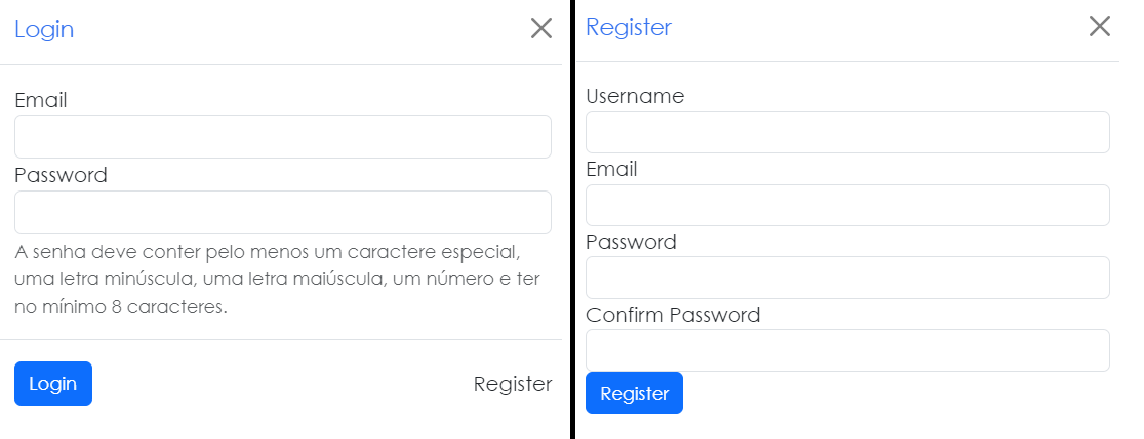 Login
Email
Password
A senha deve conter pelo menos um caractere especial,
uma letra minúscula, uma letra maiúscula, um número e ter
no mínimo 8 caracteres.
Login
Register
Register
Username
Email
Password
Confirm Password
Register